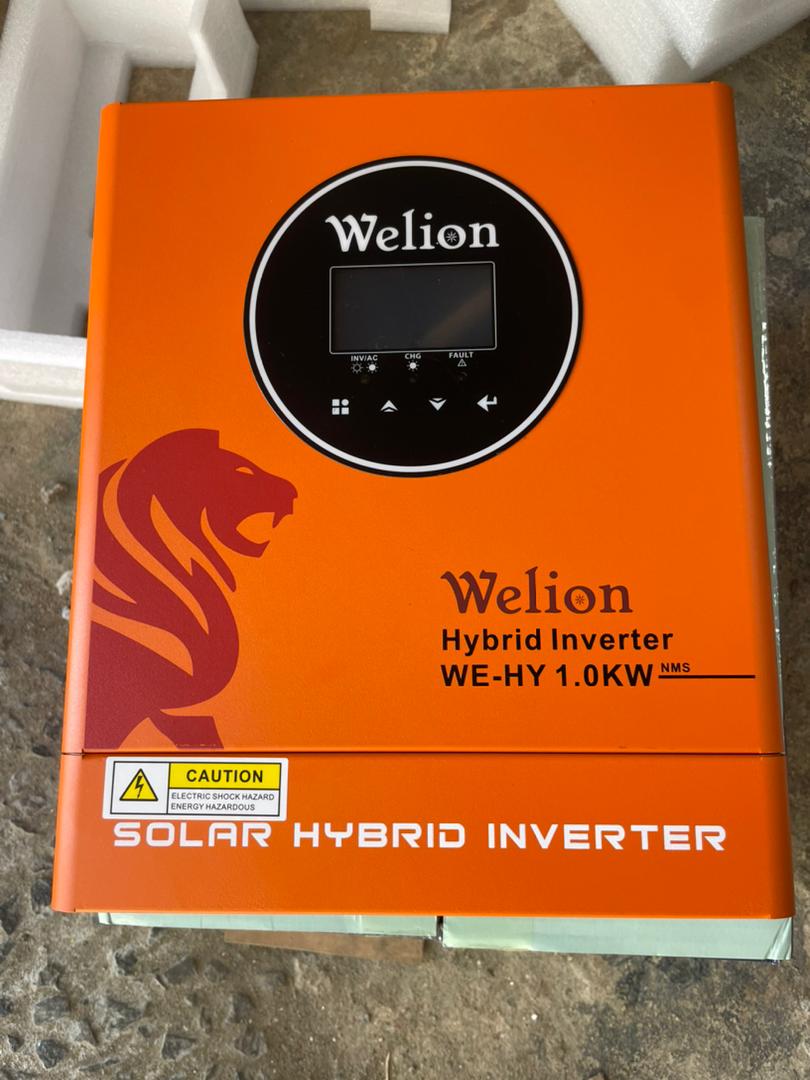 Welion
INV/AC CHG FAULT
Welion
Hybrid Inverter
WE-HY 1.0KW NMS
CAUTION
ELECTRIC SHOCK HAZARD
ENERGY HAZARDOUS
SOLAR HYBRID INVERTER